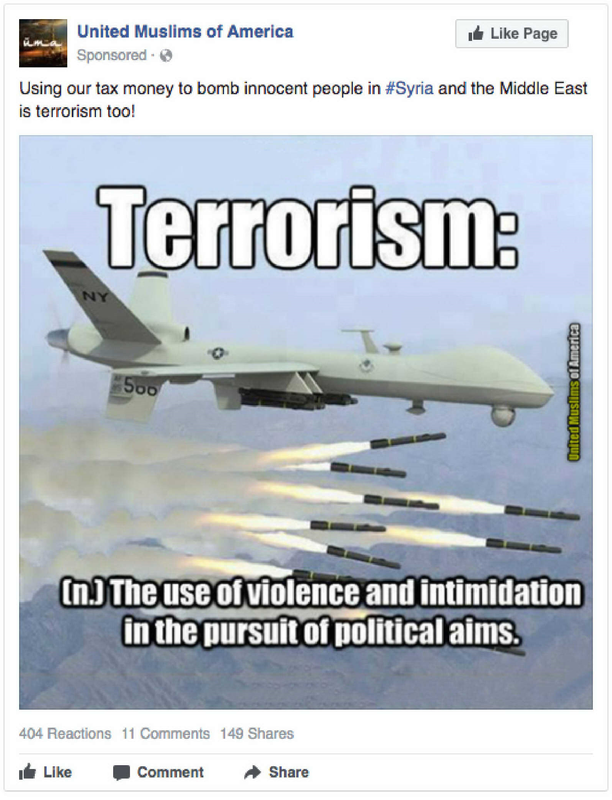 uma
United Muslims of America
Like Page
Sponsored ·
Using our tax money to bomb innocent people in #Syria and the Middle East
is terrorism too!
Terrorism:
NY
566
United Muslims of America
(n.) The use of violence and intimidation
in the pursuit of political aims.
404 Reactions 11 Comments 149 Shares
Like Comment Share